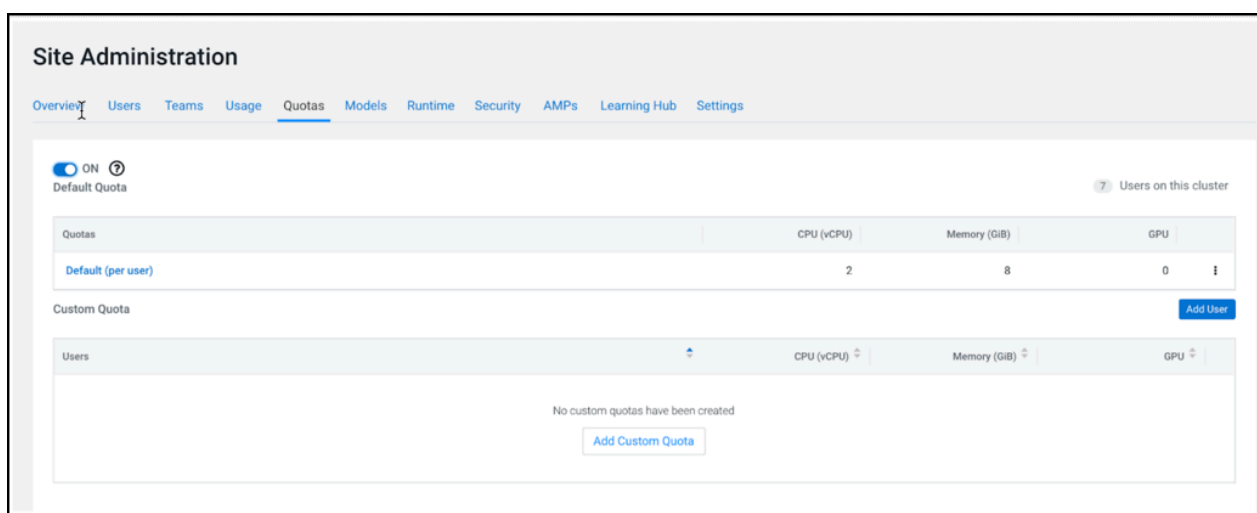 Site Administration
Overview Users Teams Usage Quotas Models Runtime Security AMPs Learning Hub Settings
ON ?
Default Quota
7 Users on this cluster
Quotas CPU (vCPU) Memory (GiB) GPU
Default (per user) 2 8 0
Custom Quota
Add User
Users CPU (vCPU) Memory (GiB) GPU
No custom quotas have been created
Add Custom Quota